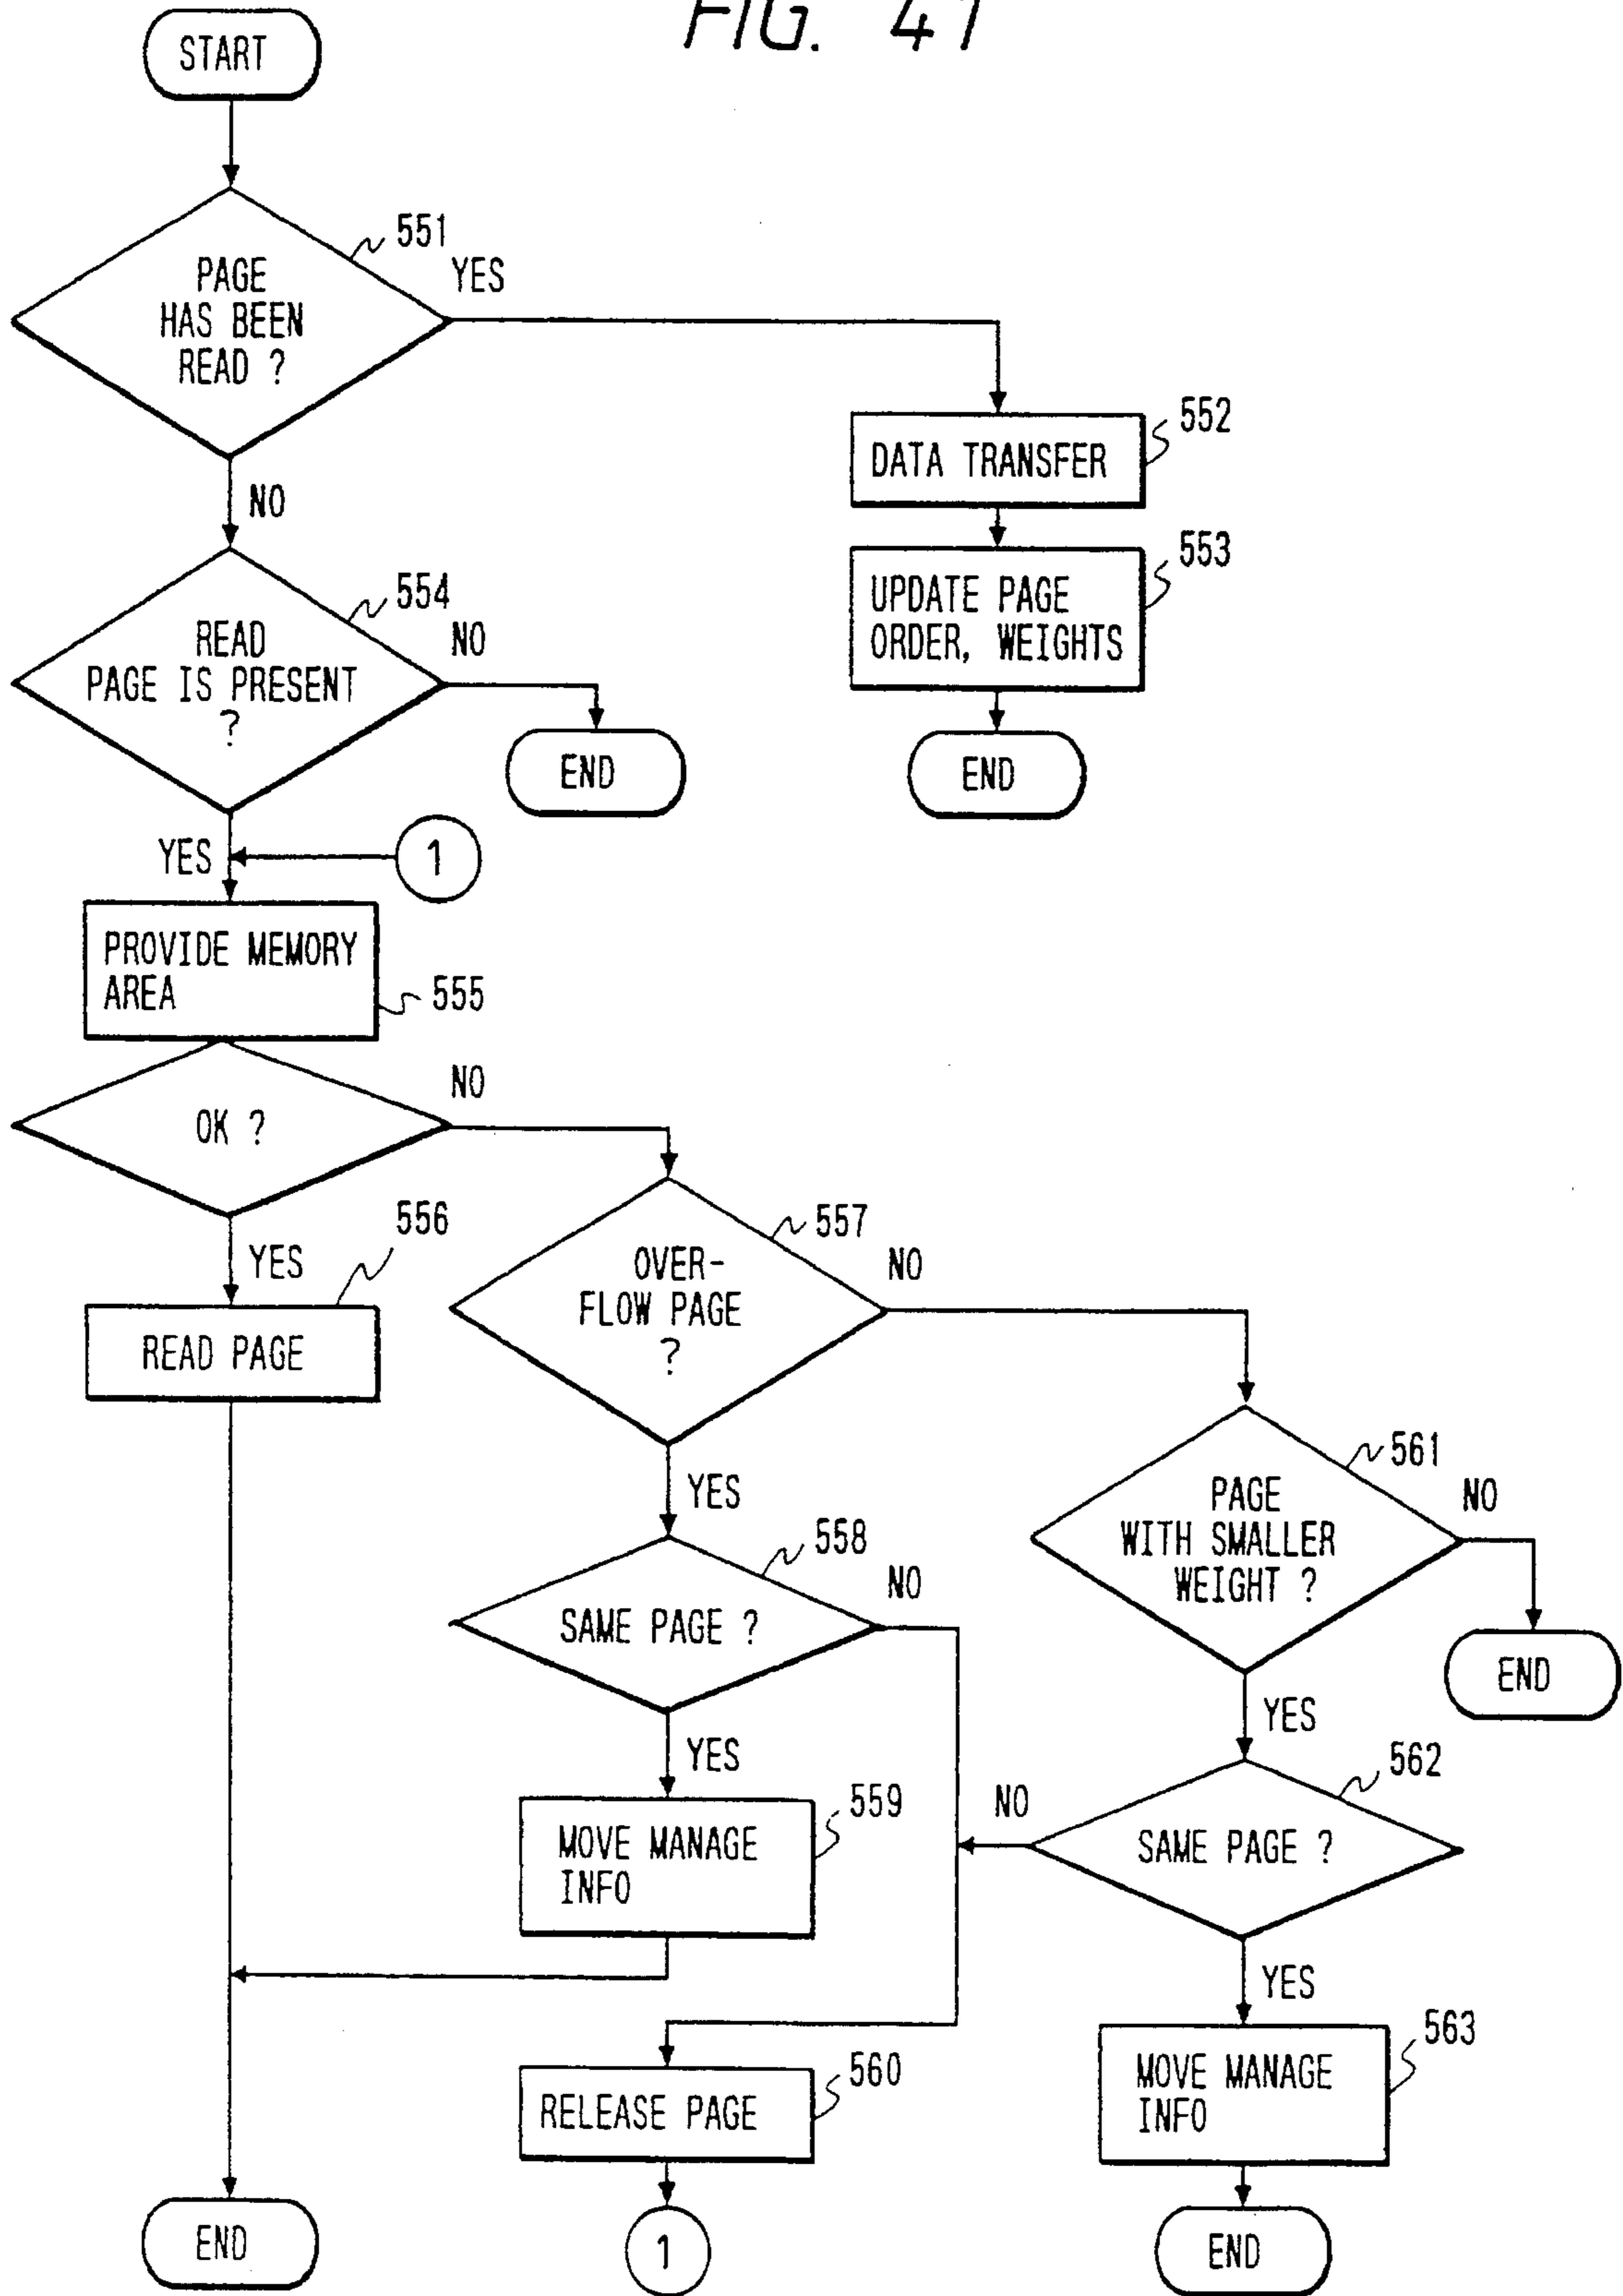 FIG. 41
START
551
PAGE
HAS BEEN
READ ?
YES
NO
552
DATA TRANSFER
553
UPDATE PAGE
ORDER, WEIGHTS
END
554
READ
PAGE IS PRESENT
?
NO
END
YES
1
PROVIDE MEMORY
AREA
555
OK ?
NO
YES
556
READ PAGE
557
OVER-
FLOW PAGE
?
NO
YES
561
PAGE
WITH SMALLER
WEIGHT ?
NO
END
YES
558
SAME PAGE ?
NO
YES
559
MOVE MANAGE
INFO
562
SAME PAGE ?
NO
YES
563
MOVE MANAGE
INFO
560
RELEASE PAGE
END
1
END